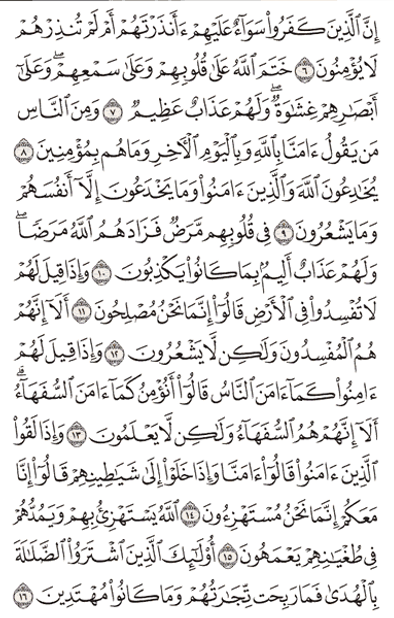 إِنَّ ٱلَّذِينَ كَفَرُوا۟ سَوَآءٌ عَلَيْهِمْ ءَأَنذَرْتَهُمْ أَمْ لَمْ تُنذِرْهُمْ
لَا يُؤْمِنُونَ ٦ خَتَمَ ٱللَّهُ عَلَىٰ قُلُوبِهِمْ وَعَلَىٰ سَمْعِهِمْ ۖ وَعَلَىٰٓ
أَبْصَٰرِهِمْ غِشَٰوَةٌ ۖ وَلَهُمْ عَذَابٌ عَظِيمٌ ٧ وَمِنَ ٱلنَّاسِ
مَن يَقُولُ ءَامَنَّا بِٱللَّهِ وَبِٱلْيَوْمِ ٱلْءَاخِرِ وَمَا هُم بِمُؤْمِنِينَ ٨
يُخَٰدِعُونَ ٱللَّهَ وَٱلَّذِينَ ءَامَنُوا۟ وَمَا يَخْدَعُونَ إِلَّآ أَنفُسَهُمْ
وَمَا يَشْعُرُونَ ٩ فِى قُلُوبِهِم مَّرَضٌ فَزَادَهُمُ ٱللَّهُ مَرَضًا ۖ
وَلَهُمْ عَذَابٌ أَلِيمٌۢ بِمَا كَانُوا۟ يَكْذِبُونَ ١٠ وَإِذَا قِيلَ لَهُمْ
لَا تُفْسِدُوا۟ فِى ٱلْأَرْضِ قَالُوٓا۟ إِنَّمَا نَحْنُ مُصْلِحُونَ ١١ أَلَآ إِنَّهُمْ
هُمُ ٱلْمُفْسِدُونَ وَلَٰكِن لَّا يَشْعُرُونَ ١٢ وَإِذَا قِيلَ لَهُمْ
ءَامِنُوا۟ كَمَآ ءَامَنَ ٱلنَّاسُ قَالُوٓا۟ أَنُؤْمِنُ كَمَآ ءَامَنَ ٱلسُّفَهَآءُ ۗ
أَلَآ إِنَّهُمْ هُمُ ٱلسُّفَهَآءُ وَلَٰكِن لَّا يَعْلَمُونَ ١٣ وَإِذَا لَقُوا۟
ٱلَّذِينَ ءَامَنُوا۟ قَالُوٓا۟ ءَامَنَّا وَإِذَا خَلَوْا۟ إِلَىٰ شَيَٰطِينِهِمْ قَالُوٓا۟ إِنَّا
مَعَكُمْ إِنَّمَا نَحْنُ مُسْتَهْزِءُونَ ١٤ ٱللَّهُ يَسْتَهْزِئُ بِهِمْ وَيَمُدُّهُمْ
فِى طُغْيَٰنِهِمْ يَعْمَهُونَ ١٥ أُو۟لَٰٓئِكَ ٱلَّذِينَ ٱشْتَرَوُا۟ ٱلضَّلَٰلَةَ
بِٱلْهُدَىٰ فَمَا رَبِحَت تِّجَٰرَتُهُمْ وَمَا كَانُوا۟ مُهْتَدِينَ ١٦